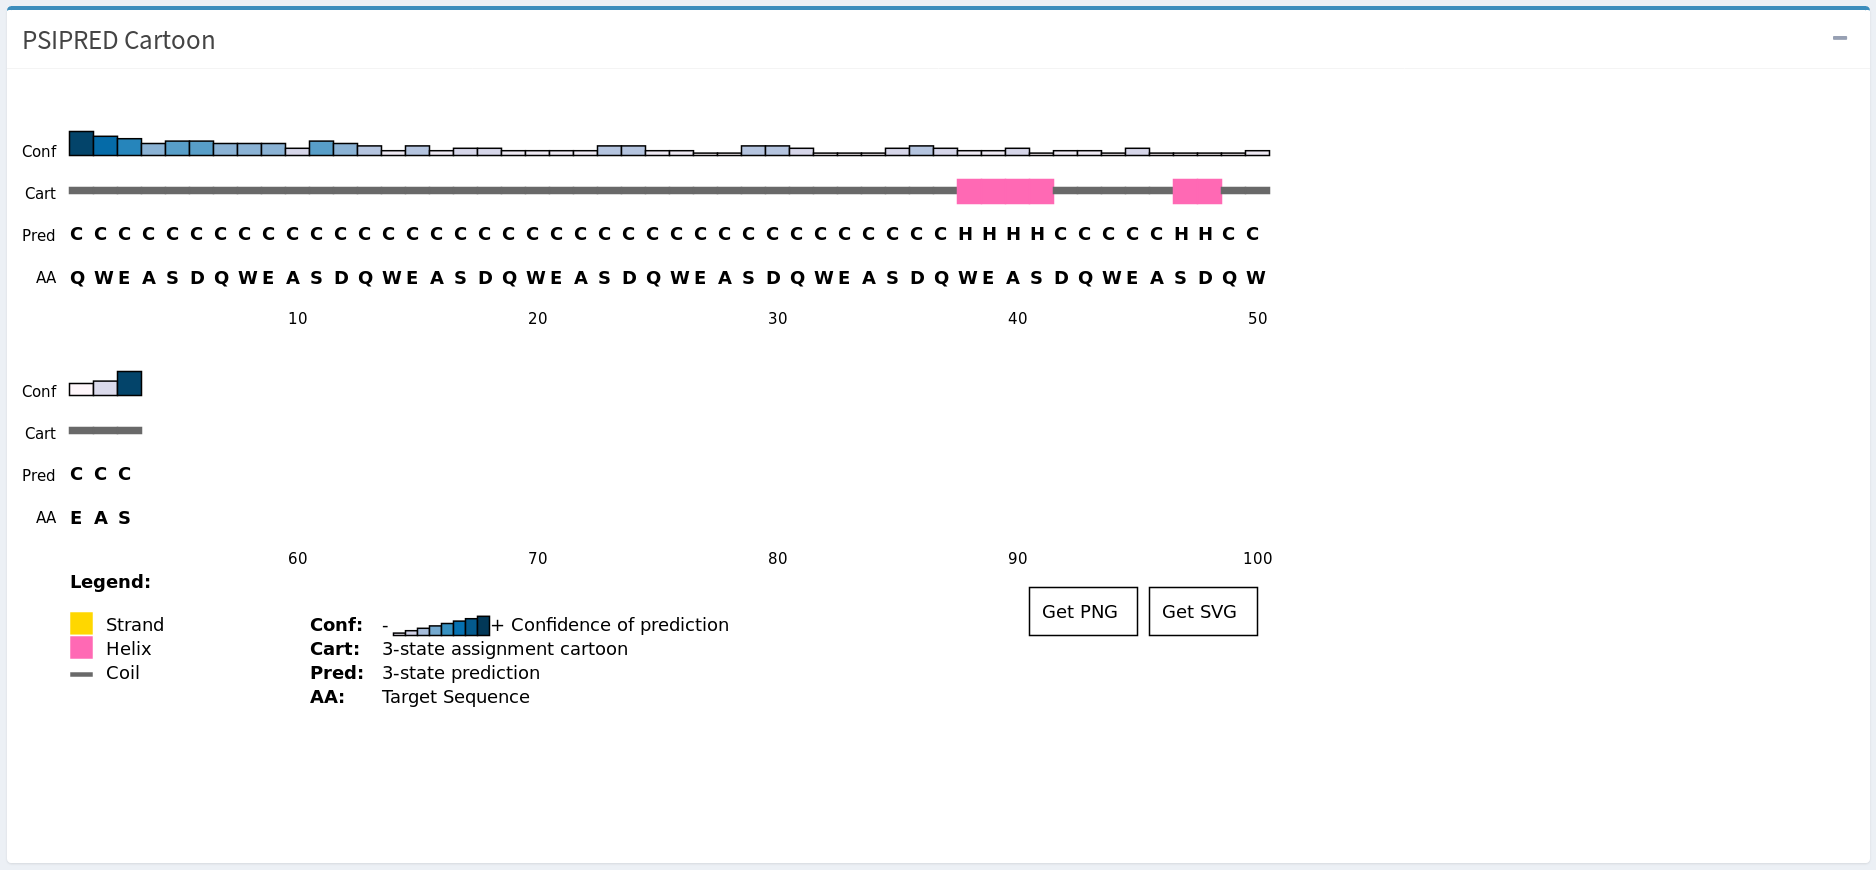 PSIPRED Cartoon
Conf
Cart
Pred C C C C C C C C C C C C C C C C C C C C C C C C C C C C C C C C C C C C C H H H H C C C C C H H C C
AA Q W E A S D Q W E A S D Q W E A S D Q W E A S D Q W E A S D Q W E A S D Q W E A S D Q W E A S D Q W
10 20 30 40 50
Conf
Cart
Pred C C C
AA E A S
60 70 80 90 100
Legend:
Get PNG Get SVG
Strand Conf: - + Confidence of prediction
Helix Cart: 3-state assignment cartoon
Coil Pred: 3-state prediction
AA: Target Sequence